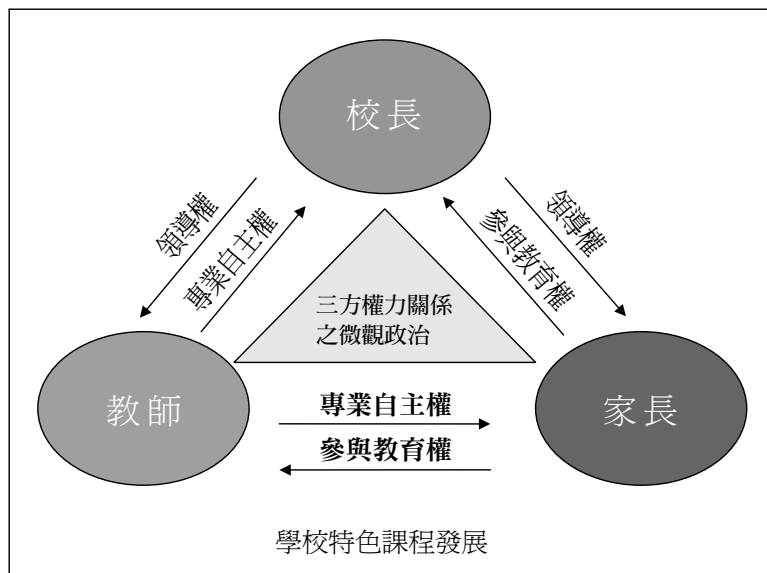 校長
領導權
專業自主權
領導權
參與教育權
三方權力關係
之微觀政治
教師
專業自主權
參與教育權
家長
學校特色課程發展